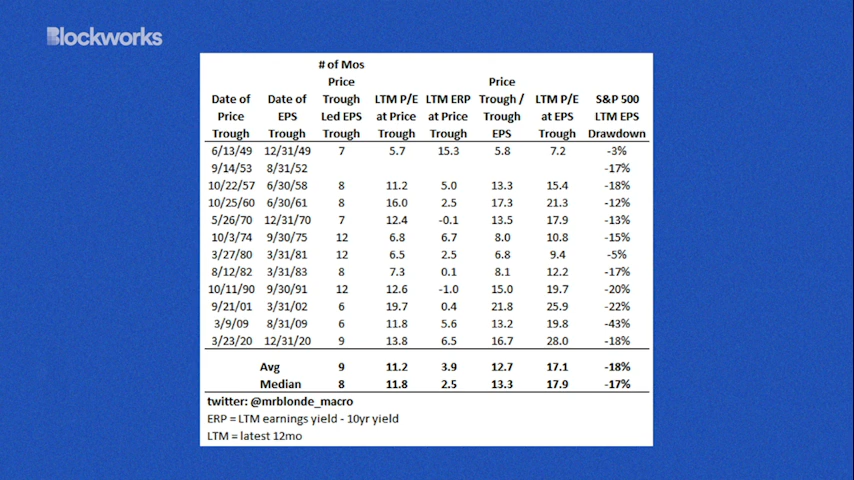 Blockworks
# of Mos
Price Price
Date of Date of Trough LTM P/E LTM ERP Trough / LTM P/E S&P 500
Price EPS Led EPS at Price at Price Trough at EPS LTM EPS
Trough Trough Trough Trough Trough EPS Trough Drawdown
6/13/49 12/31/49 7 5.7 15.3 5.8 7.2 -3%
9/14/53 8/31/52 -17%
10/22/57 6/30/58 8 11.2 5.0 13.3 15.4 -18%
10/25/60 6/30/61 8 16.0 2.5 17.3 21.3 -12%
5/26/70 12/31/70 7 12.4 -0.1 13.5 17.9 -13%
10/3/74 9/30/75 12 6.8 6.7 8.0 10.8 -15%
3/27/80 3/31/81 12 6.5 2.5 6.8 9.4 -5%
8/12/82 3/31/83 8 7.3 0.1 8.1 12.2 -17%
10/11/90 9/30/91 12 12.6 -1.0 15.0 19.7 -20%
9/21/01 3/31/02 6 19.7 0.4 21.8 25.9 -22%
3/9/09 8/31/09 6 11.8 5.6 13.2 19.8 -43%
3/23/20 12/31/20 9 13.8 6.5 16.7 28.0 -18%
Avg 9 11.2 3.9 12.7 17.1 -18%
Median 8 11.8 2.5 13.3 17.9 -17%
twitter: @mrblonde_macro
ERP = LTM earnings yield - 10yr yield
LTM = latest 12mo